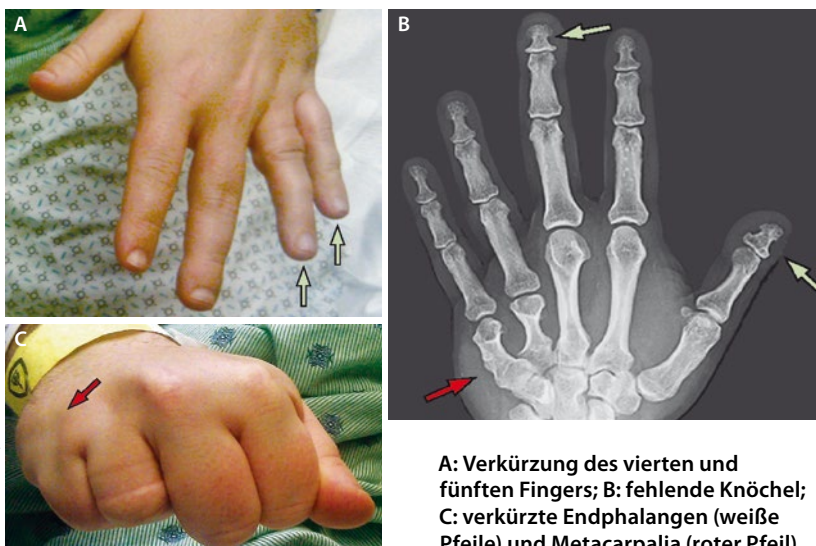 A
B
C
A: Verkürzung des vierten und
fünften Fingers; B: fehlende Knöchel;
C: verkürzte Endphalangen (weiße
Pfeile) und Metacarpalia (roter Pfeil)